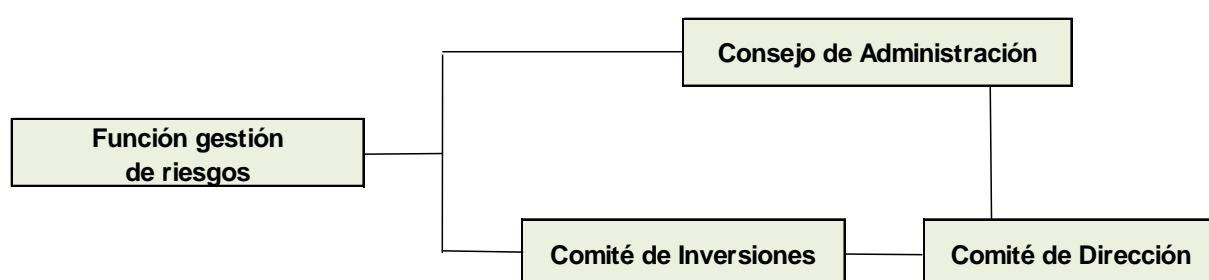 Consejo de Administración
Función gestión
de riesgos
Comité de Inversiones
Comité de Dirección